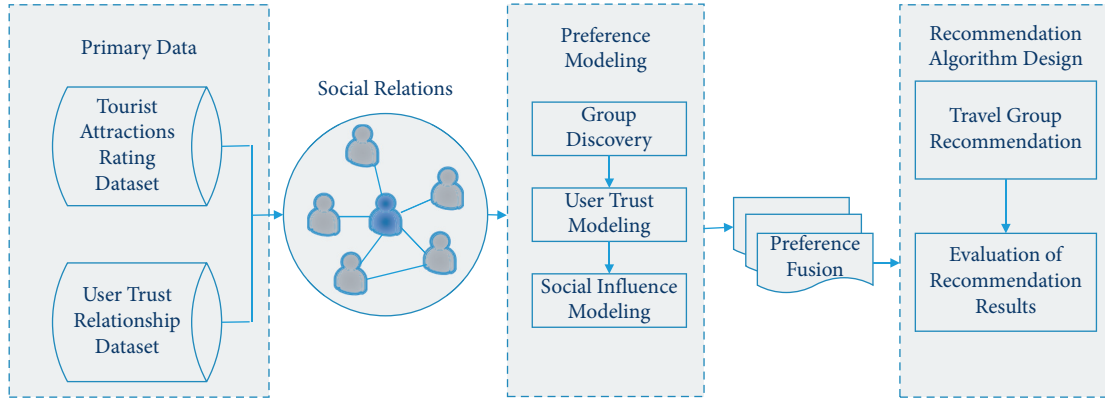 Primary Data
Tourist
Attractions
Rating
Dataset
User Trust
Relationship
Dataset
Social Relations
Preference
Modeling
Group
Discovery
User Trust
Modeling
Social Influence
Modeling
Preference
Fusion
Recommendation
Algorithm Design
Travel Group
Recommendation
Evaluation of
Recommendation
Results